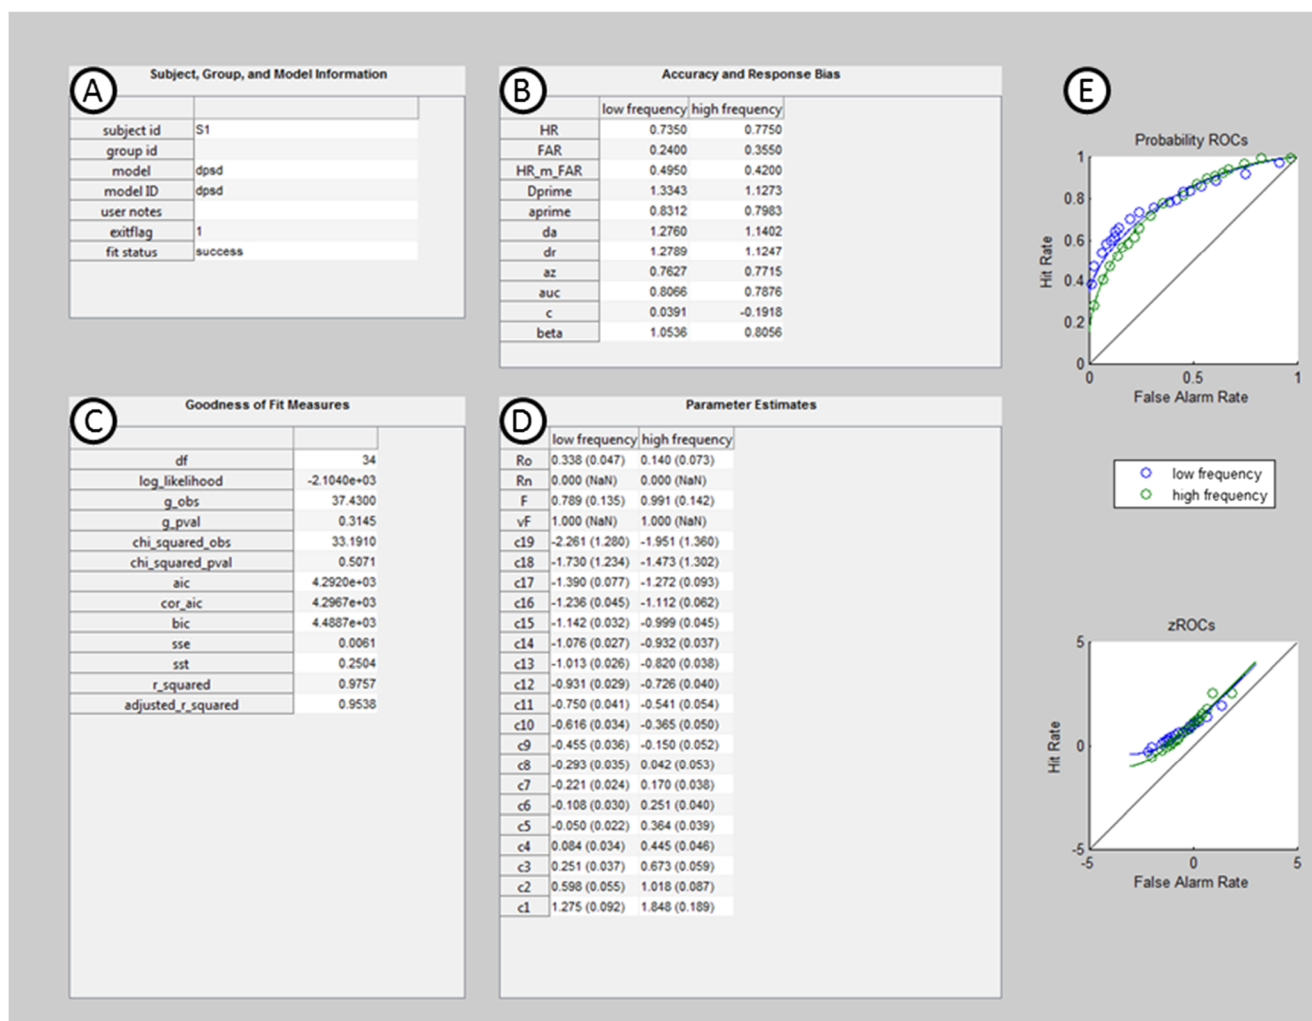 A
Subject, Group, and Model Information
subject id S1
group id
model dpsd
model ID dpsd
user notes
exitflag 1
fit status success
B
Accuracy and Response Bias
low frequency high frequency
HR 0.7350 0.7750
FAR 0.2400 0.3550
HR_m_FAR 0.4950 0.4200
Dprime 1.3343 1.1273
aprime 0.8312 0.7983
da 1.2760 1.1402
dr 1.2789 1.1247
az 0.7627 0.7715
auc 0.8066 0.7876
c 0.0391 -0.1918
beta 1.0536 0.8056
C
Goodness of Fit Measures
df 34
log_likelihood -2.1040e+03
g_obs 37.4300
g_pval 0.3145
chi_squared_obs 33.1910
chi_squared_pval 0.5071
aic 4.2920e+03
cor_aic 4.2967e+03
bic 4.4887e+03
sse 0.0061
sst 0.2504
r_squared 0.9757
adjusted_r_squared 0.9538
D
Parameter Estimates
low frequency high frequency
Ro 0.338 (0.047) 0.140 (0.073)
Rn 0.000 (NaN) 0.000 (NaN)
F 0.789 (0.135) 0.991 (0.142)
vF 1.000 (NaN) 1.000 (NaN)
c19 -2.261 (1.280) -1.951 (1.360)
c18 -1.730 (1.234) -1.473 (1.302)
c17 -1.390 (0.077) -1.272 (0.093)
c16 -1.236 (0.045) -1.112 (0.062)
c15 -1.142 (0.032) -0.999 (0.045)
c14 -1.076 (0.027) -0.932 (0.037)
c13 -1.013 (0.026) -0.820 (0.038)
c12 -0.931 (0.029) -0.726 (0.040)
c11 -0.750 (0.041) -0.541 (0.054)
c10 -0.616 (0.034) -0.365 (0.050)
c9 -0.455 (0.036) -0.150 (0.052)
c8 -0.293 (0.035) 0.042 (0.053)
c7 -0.221 (0.024) 0.170 (0.038)
c6 -0.108 (0.030) 0.251 (0.040)
c5 -0.050 (0.022) 0.364 (0.039)
c4 0.084 (0.034) 0.445 (0.046)
c3 0.251 (0.037) 0.673 (0.059)
c2 0.598 (0.055) 1.018 (0.087)
c1 1.275 (0.092) 1.848 (0.189)
E
Probability ROCs
1
0.8
0.6
0.4
0.2
0
Hit Rate
0 0.5 1
False Alarm Rate
low frequency
high frequency
zROCs
5
0
-5
Hit Rate
-5 0 5
False Alarm Rate